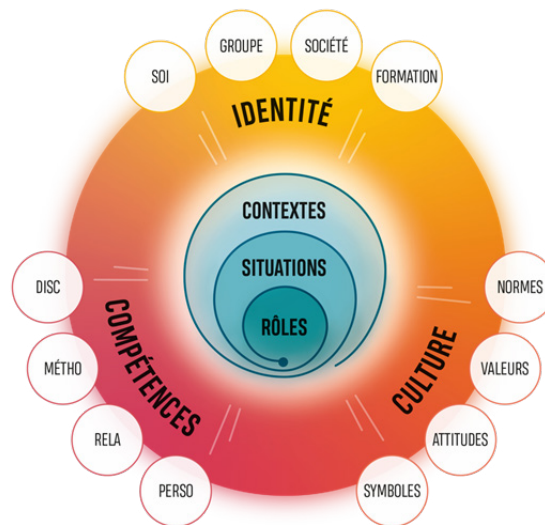 SOI
GROUPE
SOCIÉTÉ
FORMATION
IDENTITÉ
CONTEXTES
SITUATIONS
RÔLES
DISC
MÉTHO
RELA
PERSO
COMPÉTENCES
CULTURE
NORMES
VALEURS
ATTITUDES
SYMBOLES